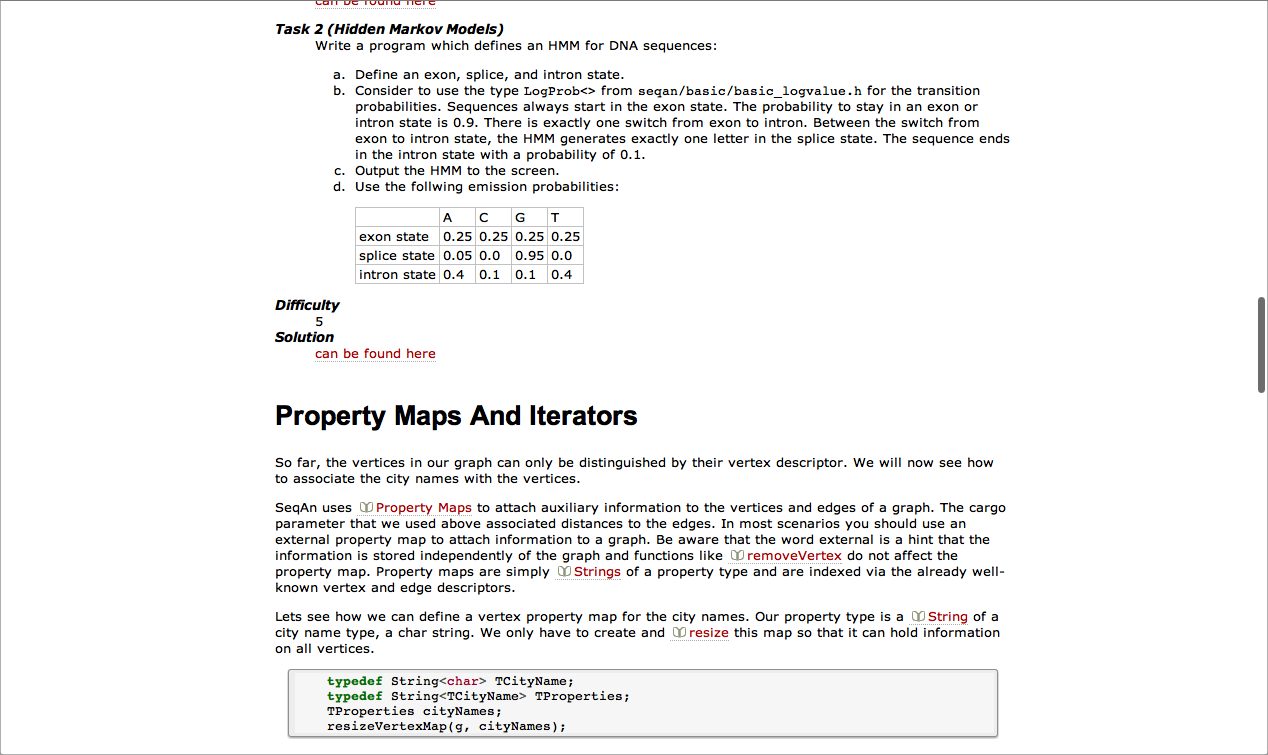 can be found here
Task 2 (Hidden Markov Models)
Write a program which defines an HMM for DNA sequences:
a. Define an exon, splice, and intron state.
b. Consider to use the type LogProb<> from seqan/basic/basic_logvalue.h for the transition
probabilities. Sequences always start in the exon state. The probability to stay in an exon or
intron state is 0.9. There is exactly one switch from exon to intron. Between the switch from
exon to intron state, the HMM generates exactly one letter in the splice state. The sequence ends
in the intron state with a probability of 0.1.
c. Output the HMM to the screen.
d. Use the follwing emission probabilities:
A C G T
exon state 0.25 0.25 0.25 0.25
splice state 0.05 0.0 0.95 0.0
intron state 0.4 0.1 0.1 0.4
Difficulty
5
Solution
can be found here
Property Maps And Iterators
So far, the vertices in our graph can only be distinguished by their vertex descriptor. We will now see how
to associate the city names with the vertices.
SeqAn uses Property Maps to attach auxiliary information to the vertices and edges of a graph. The cargo
parameter that we used above associated distances to the edges. In most scenarios you should use an
external property map to attach information to a graph. Be aware that the word external is a hint that the
information is stored independently of the graph and functions like removeVertex do not affect the
property map. Property maps are simply Strings of a property type and are indexed via the already well-
known vertex and edge descriptors.
Lets see how we can define a vertex property map for the city names. Our property type is a String of a
city name type, a char string. We only have to create and resize this map so that it can hold information
on all vertices.
typedef String<char> TCityName;
typedef String<TCityName> TProperties;
TProperties cityNames;
resizeVertexMap(g, cityNames);